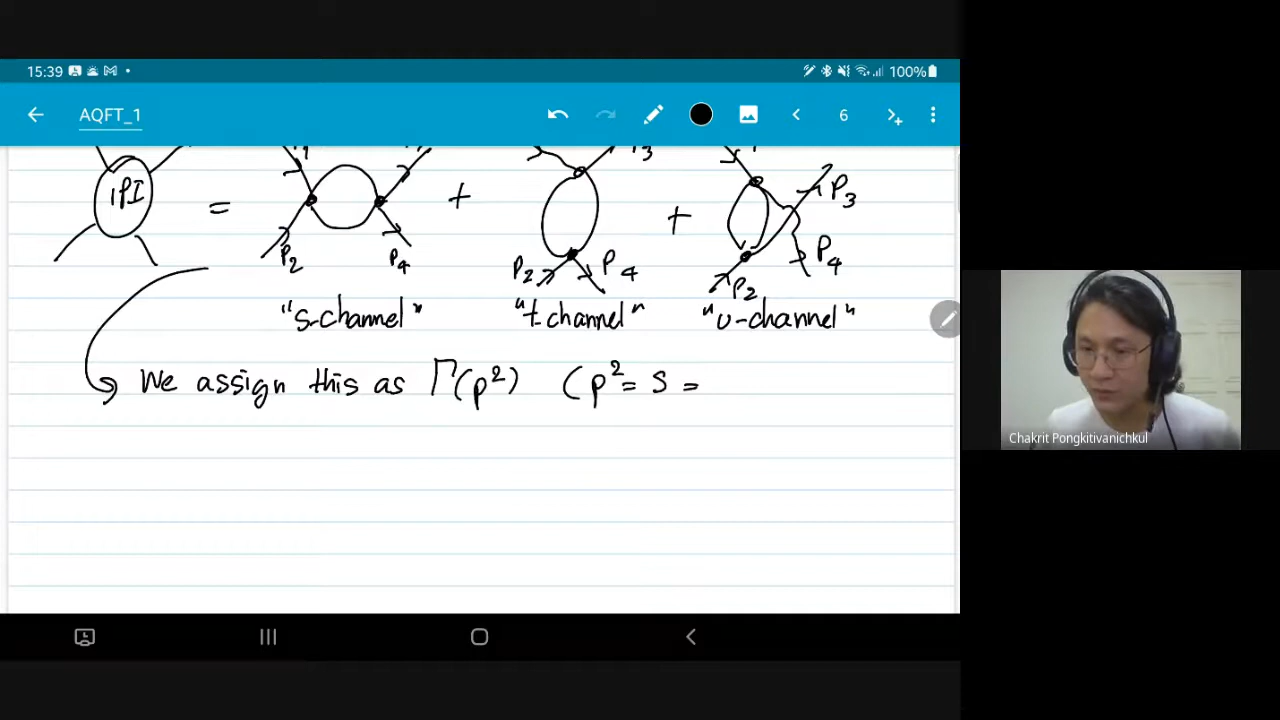 15:39 100%
AQFT_1 6
P3
1PI = + +
P3
P2 P4 P2 P4 P2 P4
"s-channel" "t-channel" "u-channel"
We assign this as Γ(p²) (p² = s =
Chakrit Pongkitivanichkul